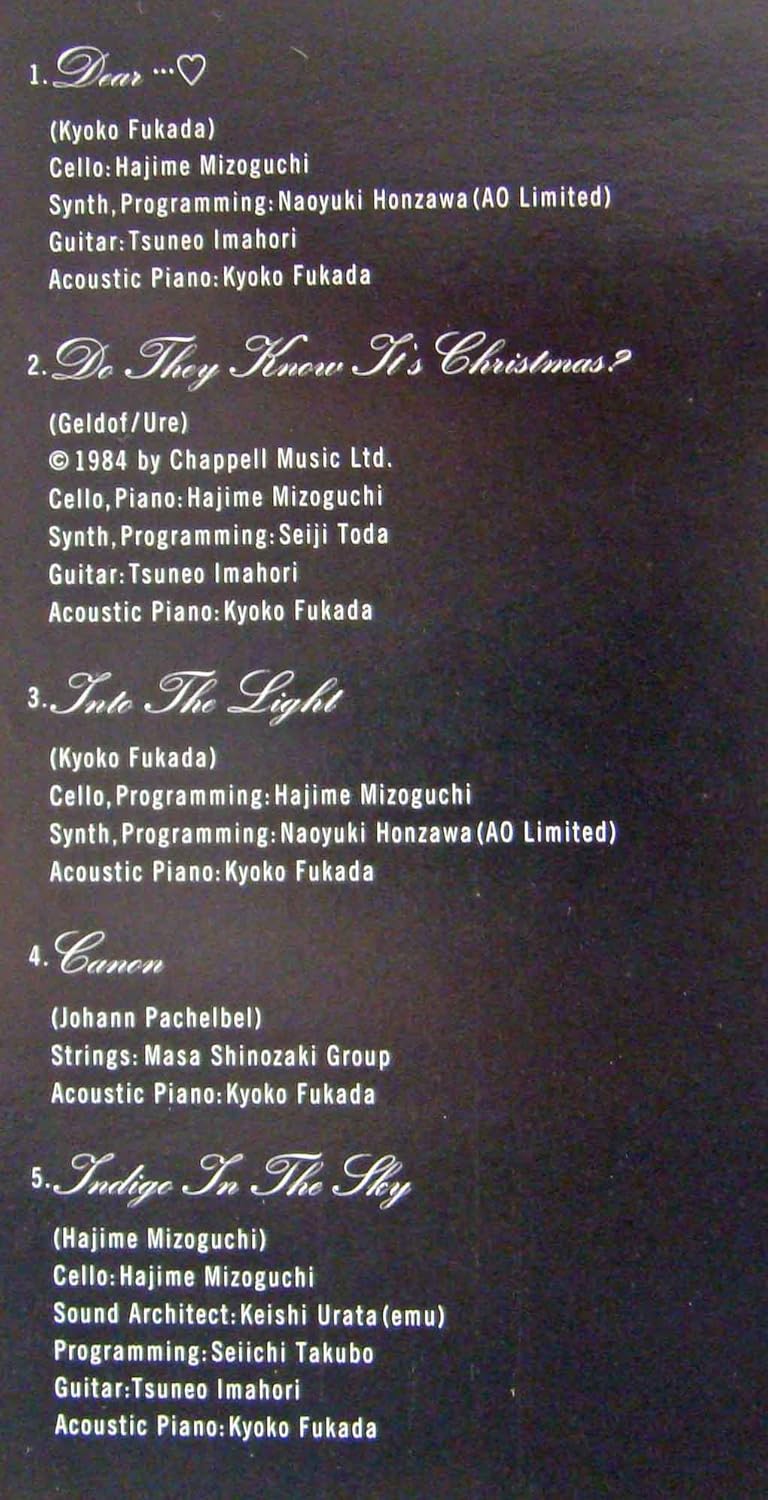 1. Dear …♡
(Kyoko Fukada)
Cello:Hajime Mizoguchi
Synth,Programming:Naoyuki Honzawa(AO Limited)
Guitar:Tsuneo Imahori
Acoustic Piano:Kyoko Fukada
2. Do They Know It's Christmas?
(Geldof/Ure)
©1984 by Chappell Music Ltd.
Cello,Piano:Hajime Mizoguchi
Synth,Programming:Seiji Toda
Guitar:Tsuneo Imahori
Acoustic Piano:Kyoko Fukada
3. Into The Light
(Kyoko Fukada)
Cello,Programming:Hajime Mizoguchi
Synth,Programming:Naoyuki Honzawa(AO Limited)
Acoustic Piano:Kyoko Fukada
4. Canon
(Johann Pachelbel)
Strings: Masa Shinozaki Group
Acoustic Piano:Kyoko Fukada
5. Indigo In The Sky
(Hajime Mizoguchi)
Cello:Hajime Mizoguchi
Sound Architect:Keishi Urata(emu)
Programming:Seiichi Takubo
Guitar:Tsuneo Imahori
Acoustic Piano:Kyoko Fukada